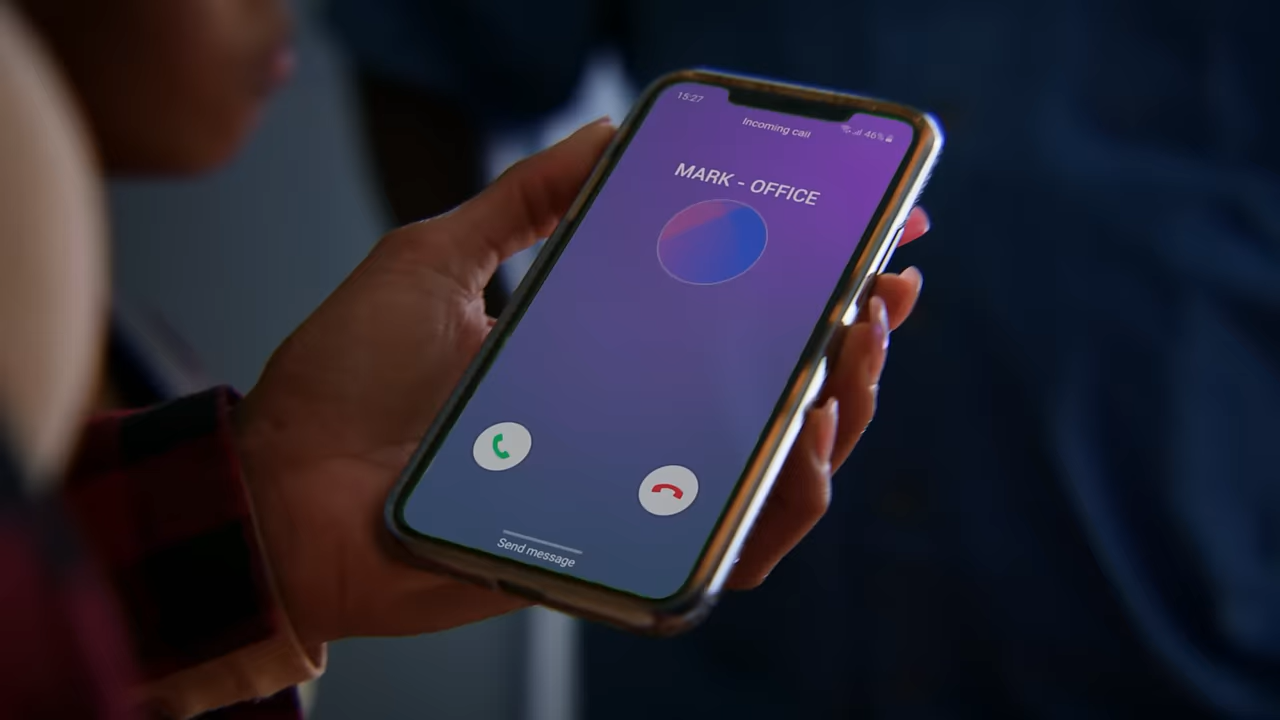 15:27
46%
Incoming call
MARK - OFFICE
Send message